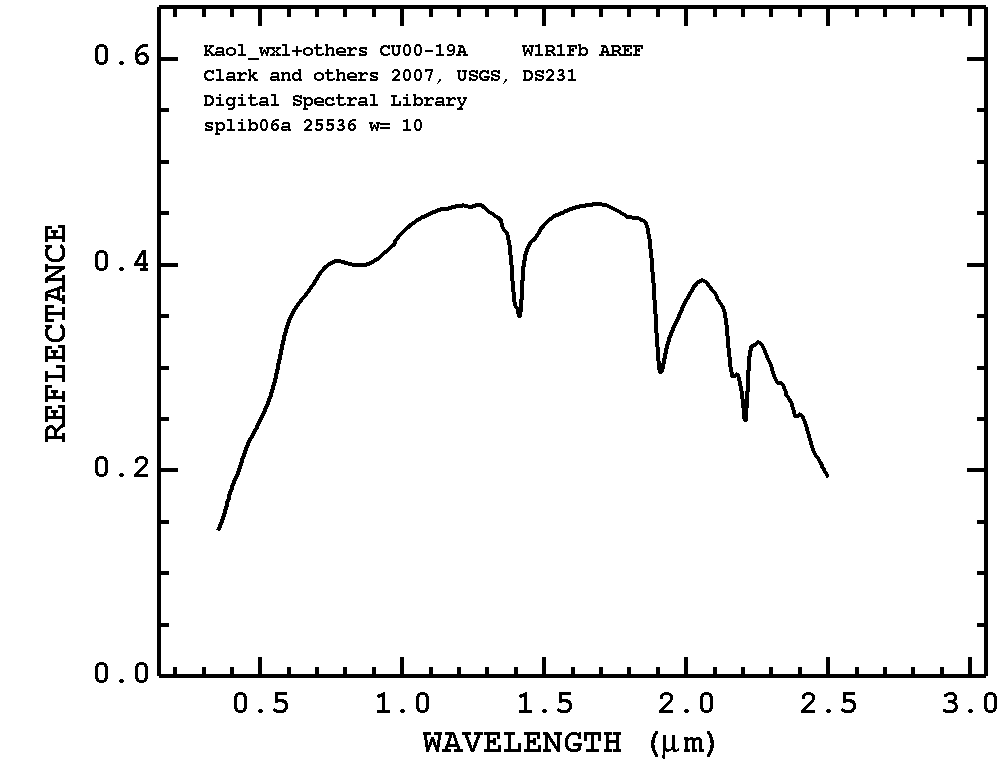 Kaol_wxl+others CU00-19A W1R1Fb AREF
Clark and others 2007, USGS, DS231
Digital Spectral Library
splib06a 25536 w= 10
REFLECTANCE
0.6
0.4
0.2
0.0
0.5 1.0 1.5 2.0 2.5 3.0
WAVELENGTH (μm)